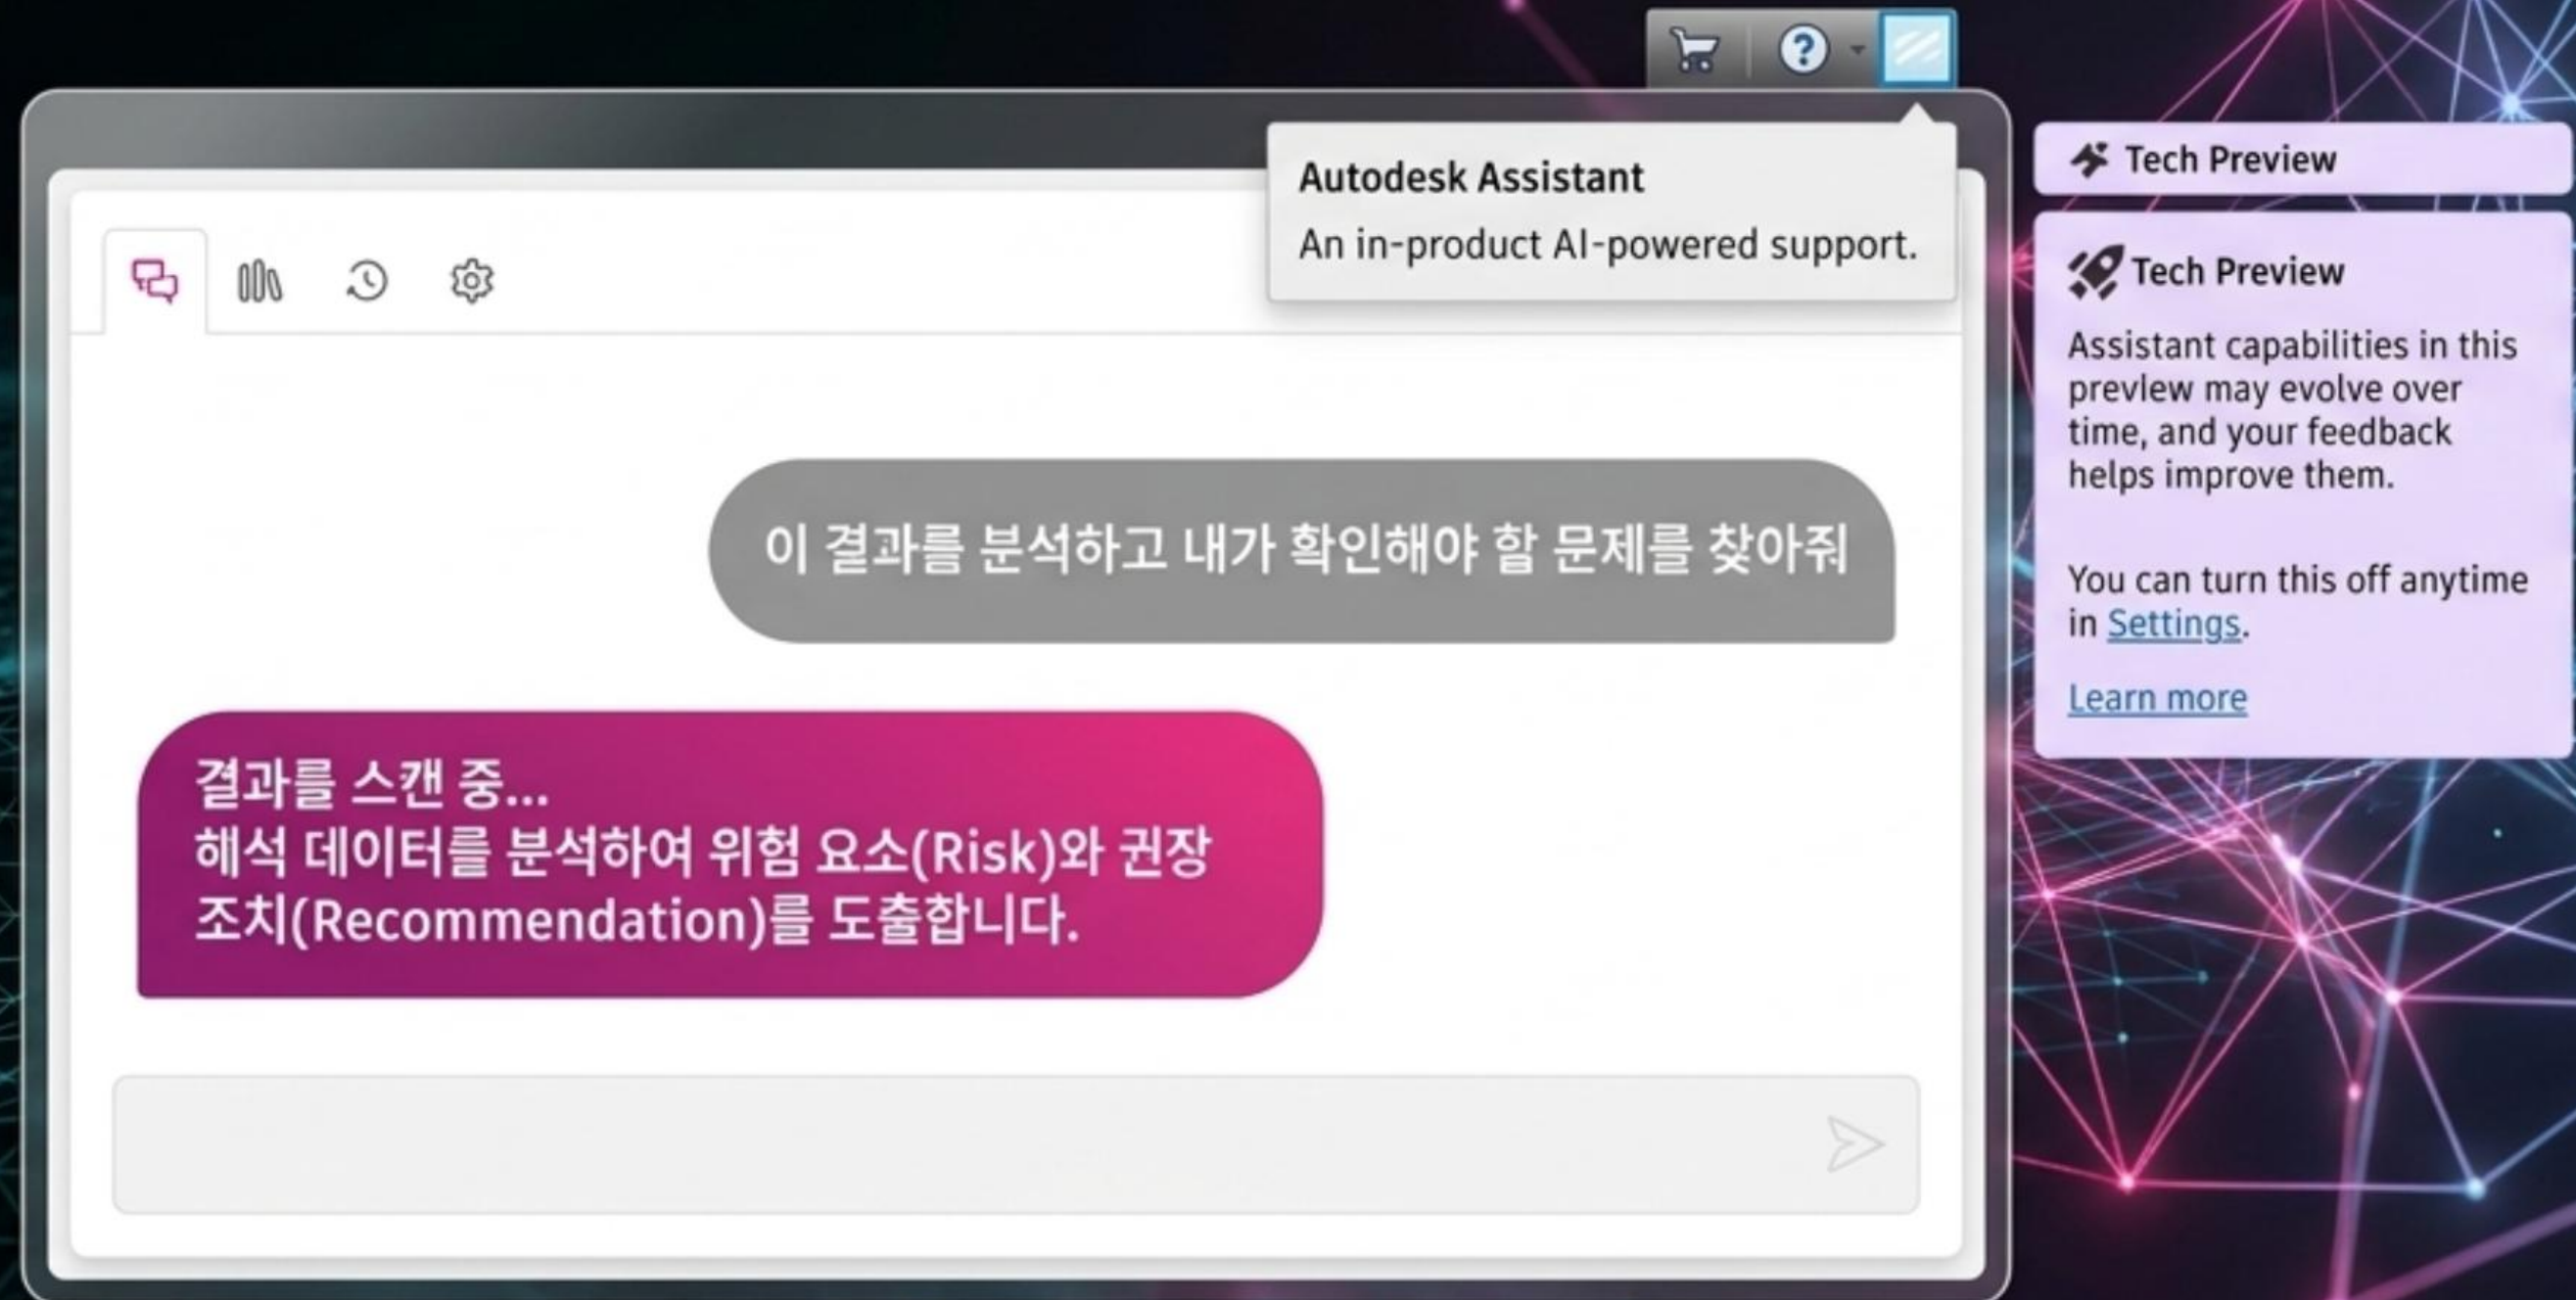 Autodesk Assistant
An in-product AI-powered support.
이 결과를 분석하고 내가 확인해야 할 문제를 찾아줘
결과를 스캔 중...
해석 데이터를 분석하여 위험 요소(Risk)와 권장
조치(Recommendation)를 도출합니다.
Tech Preview
Tech Preview
Assistant capabilities in this
preview may evolve over
time, and your feedback
helps improve them.
You can turn this off anytime
in Settings.
Learn more